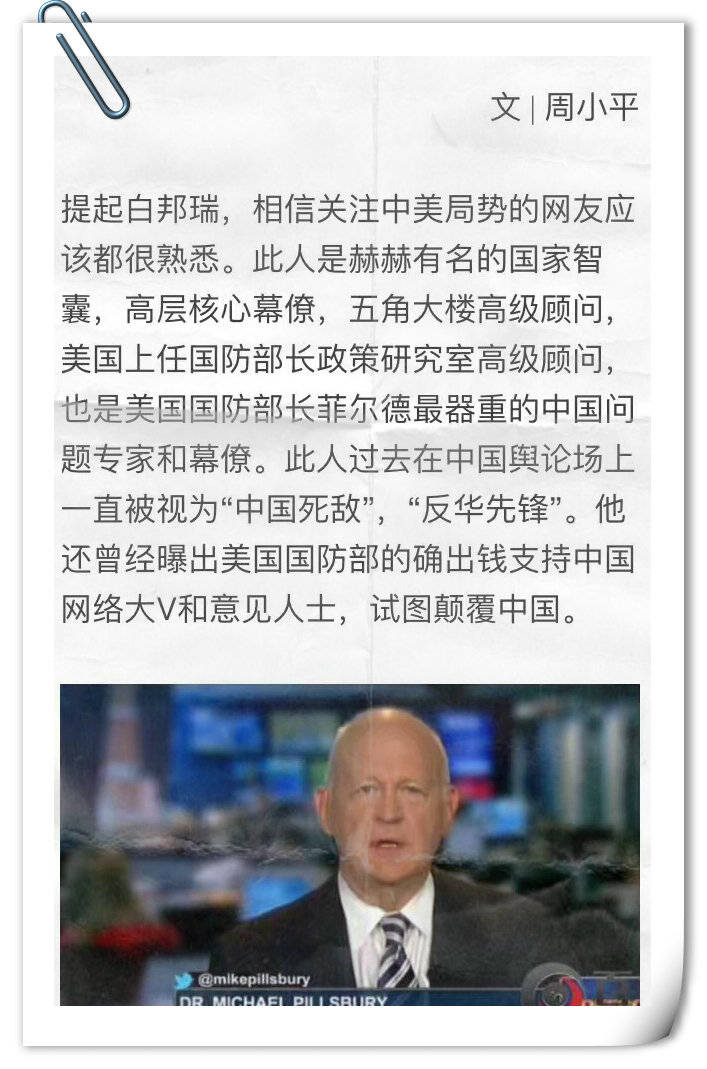 文 | 周小平
提起白邦瑞，相信关注中美局势的网友应
该都很熟悉。此人是赫赫有名的国家智
囊，高层核心幕僚，五角大楼高级顾问，
美国上任国防部长政策研究室高级顾问，
也是美国国防部长菲尔德最器重的中国问
题专家和幕僚。此人过去在中国舆论场上
一直被视为“中国死敌”，“反华先锋”。他
还曾经曝出美国国防部的确出钱支持中国
网络大V和意见人士，试图颠覆中国。
@mikepillsbury
DR. MICHAEL PILLSBURY